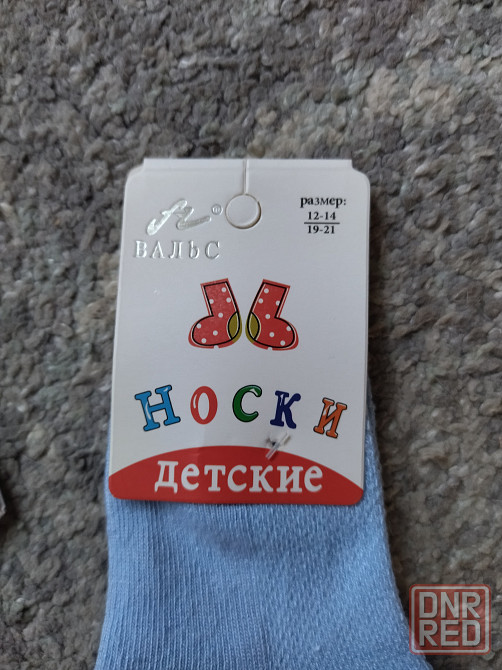 размер:
12-14
19-21
ВАЛЬС
НОСКИ
детские
DNR
RED